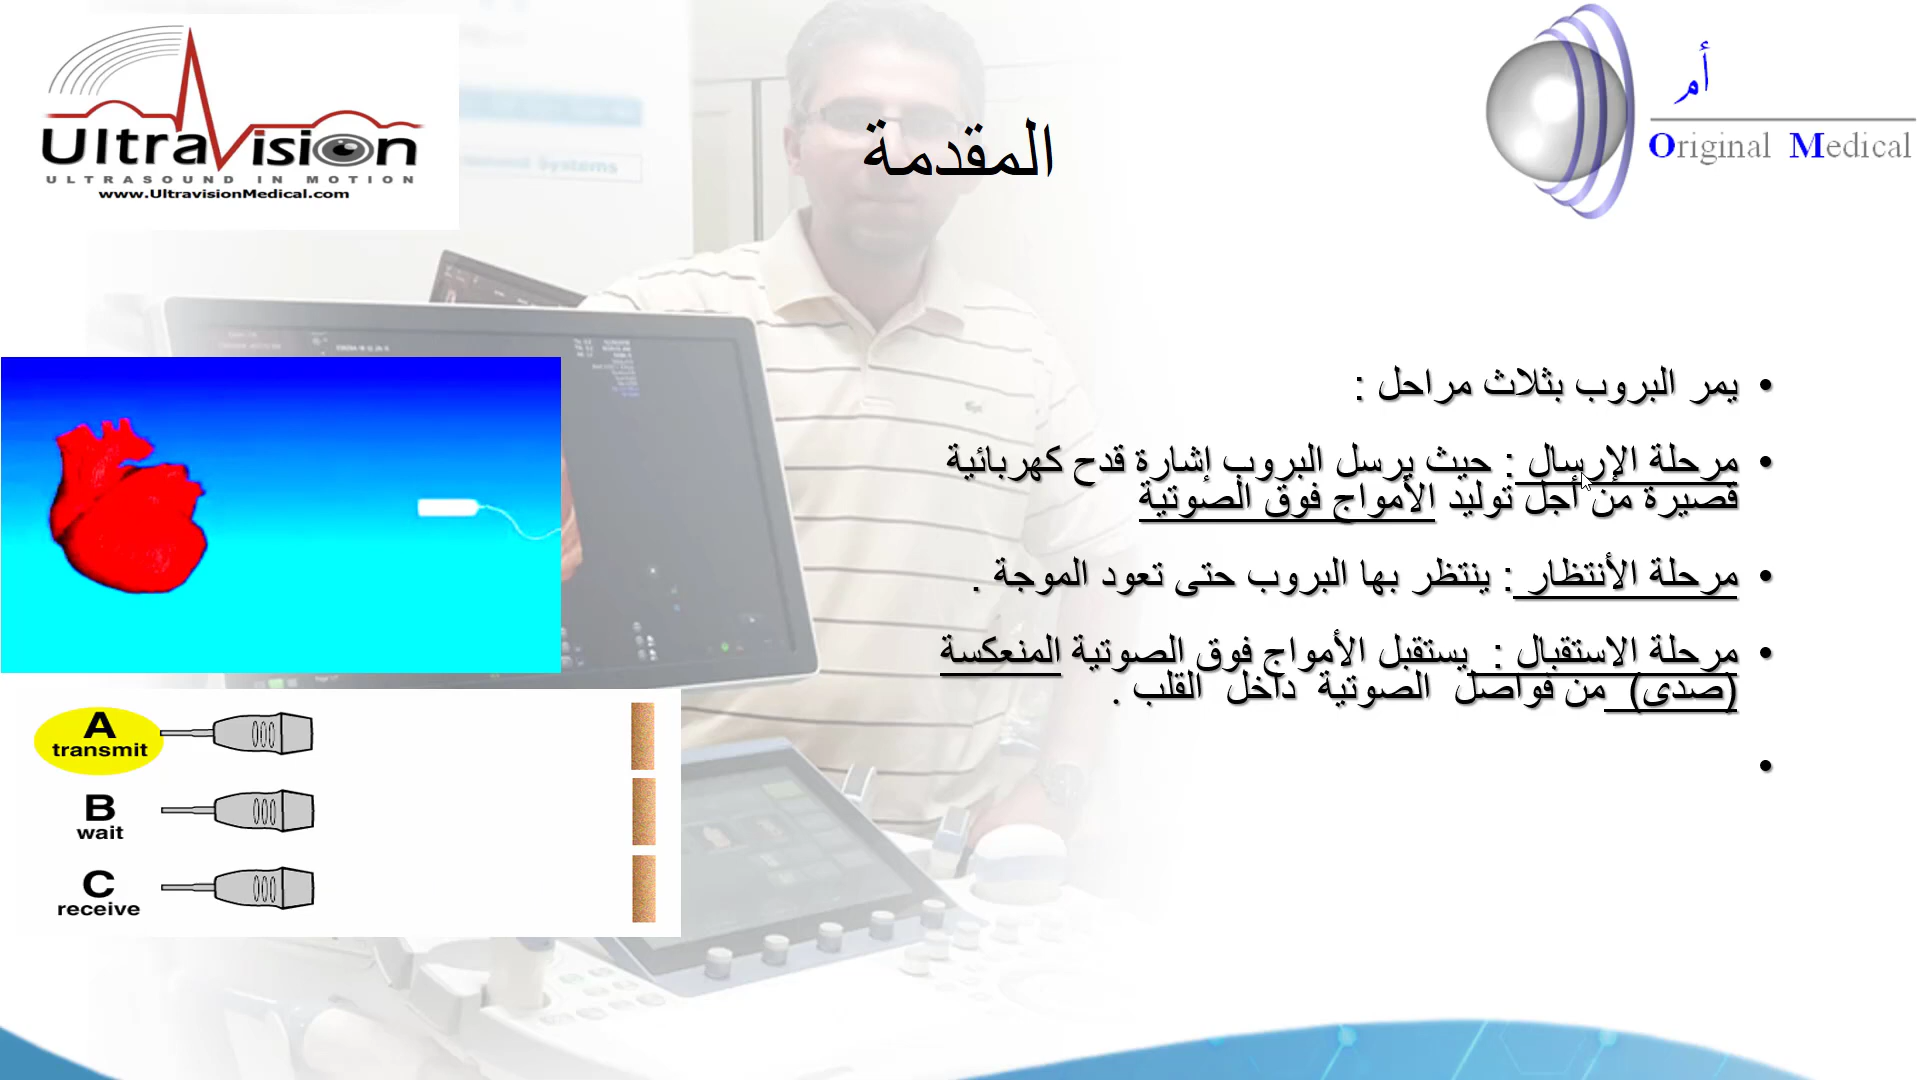 UltraVision
ULTRASOUND IN MOTION
www.UltravisionMedical.com
أم
Original Medical
المقدمة
• يمر البروب بثلاث مراحل :
• مرحلة الإرسال : حيث يرسل البروب إشارة قدح كهربائية
قصيرة من أجل توليد الأمواج فوق الصوتية
• مرحلة الأنتظار : ينتظر بها البروب حتى تعود الموجة .
• مرحلة الاستقبال : يستقبل الأمواج فوق الصوتية المنعكسة
(صدى) من فواصل الصوتية داخل القلب .
•
A
transmit
B
wait
C
receive